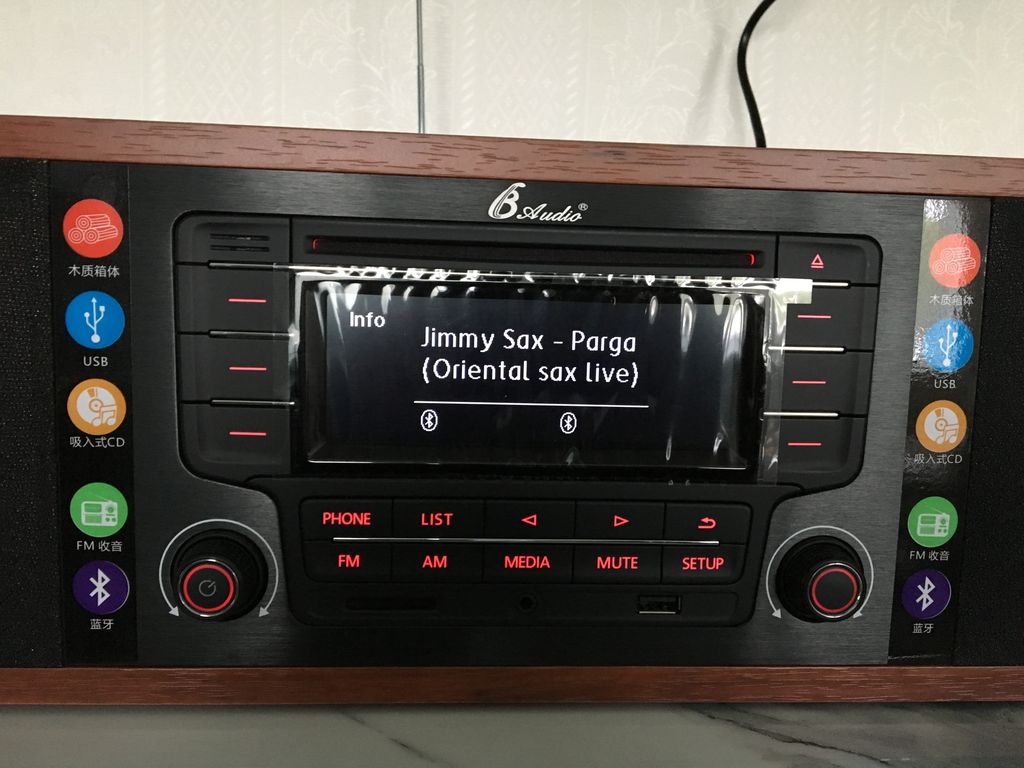 B Audio®
木质箱体
USB
吸入式CD
FM 收音
蓝牙
Info
Jimmy Sax - Parga
(Oriental sax live)
PHONE LIST
FM AM MEDIA MUTE SETUP
木质箱体
USB
吸入式CD
FM 收音
蓝牙